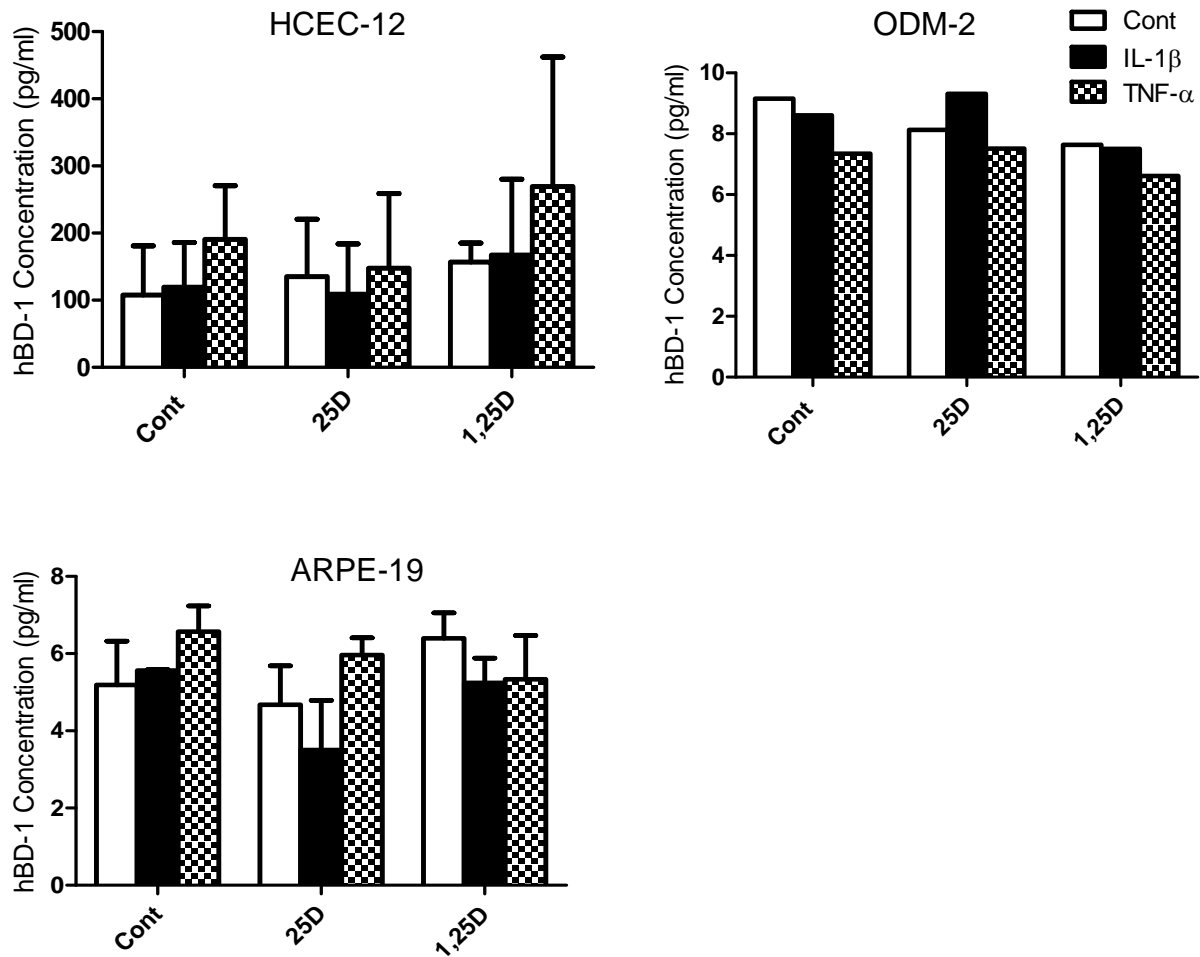 HCEC-12
hBD-1 Concentration (pg/ml)
500
400
300
200
100
0
Cont
25D
1,25D
ODM-2
Cont
IL-1β
TNF-α
hBD-1 Concentration (pg/ml)
10
8
6
4
2
0
Cont
25D
1,25D
ARPE-19
hBD-1 Concentration (pg/ml)
8
6
4
2
0
Cont
25D
1,25D